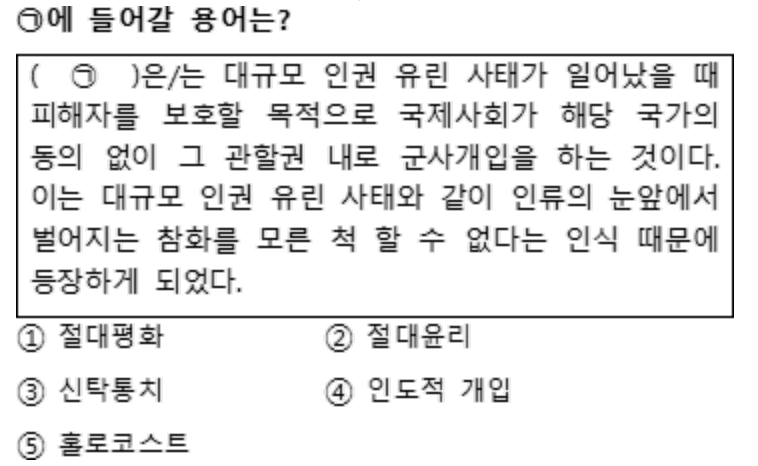 ㉠에 들어갈 용어는?
( ㉠ )은/는 대규모 인권 유린 사태가 일어났을 때
피해자를 보호할 목적으로 국제사회가 해당 국가의
동의 없이 그 관할권 내로 군사개입을 하는 것이다.
이는 대규모 인권 유린 사태와 같이 인류의 눈앞에서
벌어지는 참화를 모른 척 할 수 없다는 인식 때문에
등장하게 되었다.
① 절대평화 ② 절대윤리
③ 신탁통치 ④ 인도적 개입
⑤ 홀로코스트